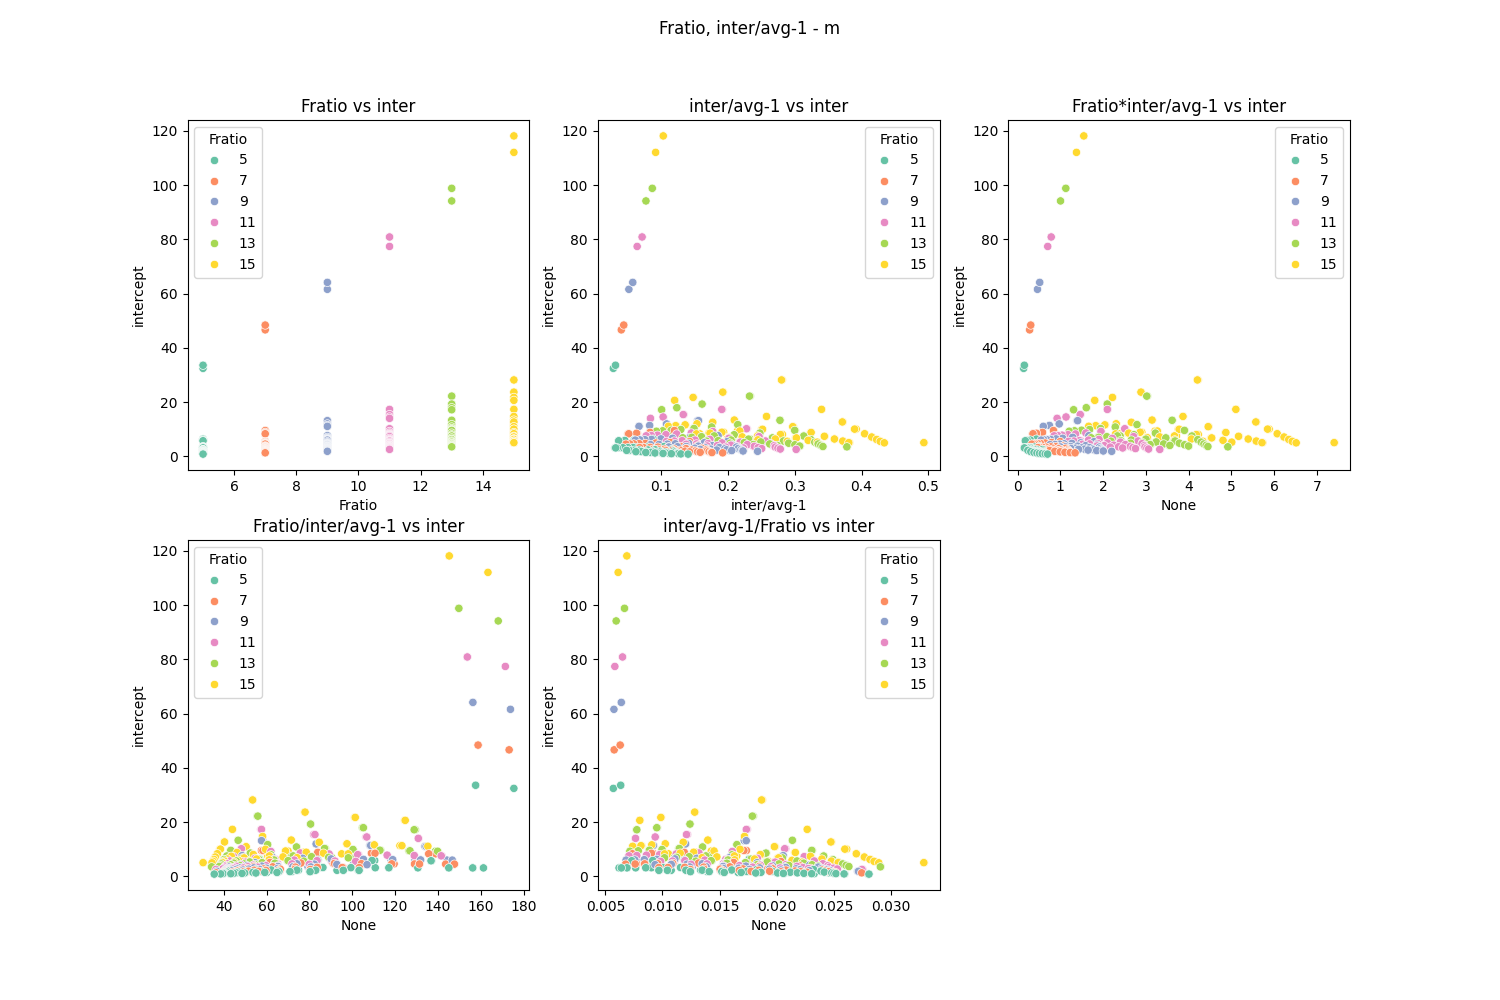 Fratio, inter/avg-1 - m
Fratio vs inter
intercept
120
100
80
60
40
20
0
Fratio
5
7
9
11
13
15
6 8 10 12 14
Fratio
inter/avg-1 vs inter
intercept
120
100
80
60
40
20
0
Fratio
5
7
9
11
13
15
0.1 0.2 0.3 0.4 0.5
inter/avg-1
Fratio*inter/avg-1 vs inter
intercept
120
100
80
60
40
20
0
Fratio
5
7
9
11
13
15
0 1 2 3 4 5 6 7
None
Fratio/inter/avg-1 vs inter
intercept
120
100
80
60
40
20
0
Fratio
5
7
9
11
13
15
40 60 80 100 120 140 160 180
None
inter/avg-1/Fratio vs inter
intercept
120
100
80
60
40
20
0
Fratio
5
7
9
11
13
15
0.005 0.010 0.015 0.020 0.025 0.030
None